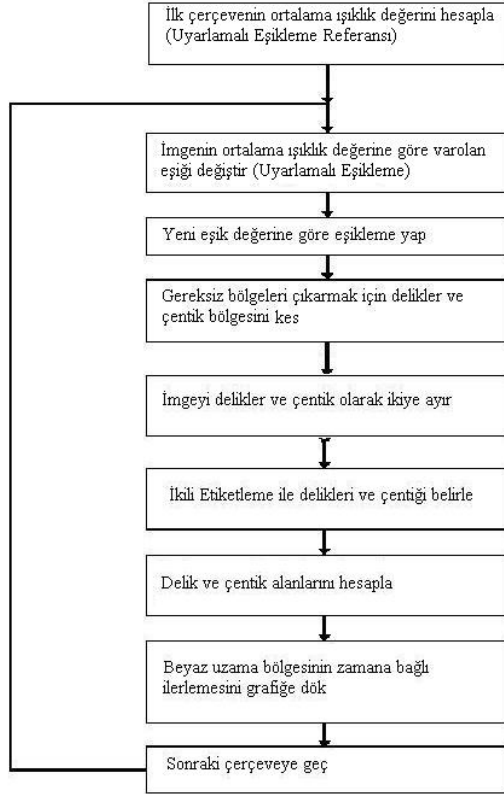 İlk çerçevenin ortalama ışıklık değerini hesapla
(Uyarlamalı Eşikleme Referansı)
İmgenin ortalama ışıklık değerine göre varolan
eşiği değiştir (Uyarlamalı Eşikleme)
Yeni eşik değerine göre eşikleme yap
Gereksiz bölgeleri çıkarmak için delikler ve
çentik bölgesini kes
İmgeyi delikler ve çentik olarak ikiye ayır
İkili Etiketleme ile delikleri ve çentiği belirle
Delik ve çentik alanlarını hesapla
Beyaz uzama bölgesinin zamana bağlı
ilerlemesini grafiğe dök
Sonraki çerçeveye geç